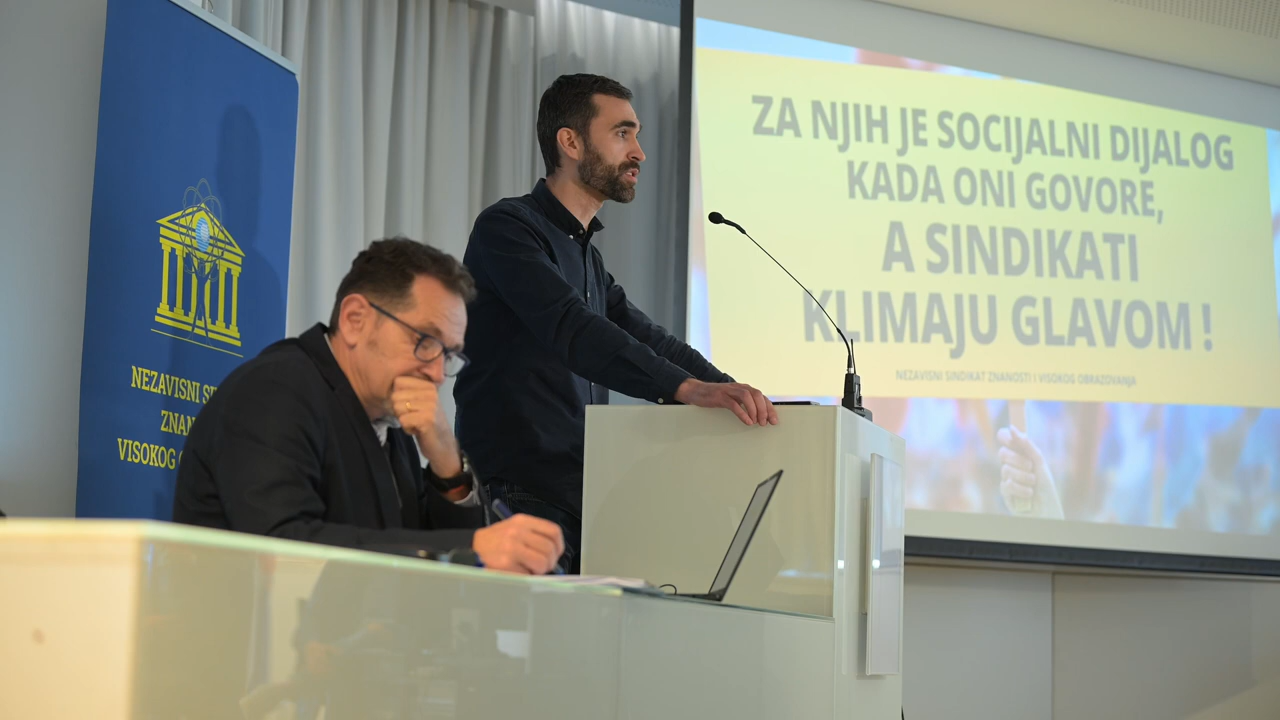 NEZAVISNI
ZNAN
VISOKOG
ZA NJIH JE SOCIJALNI DIJALOG
KADA ONI GOVORE,
A SINDIKATI
KLIMAJU GLAVOM !
NEZAVISNI SINDIKAT ZNANOSTI I VISOKOG OBRAZOVANJA